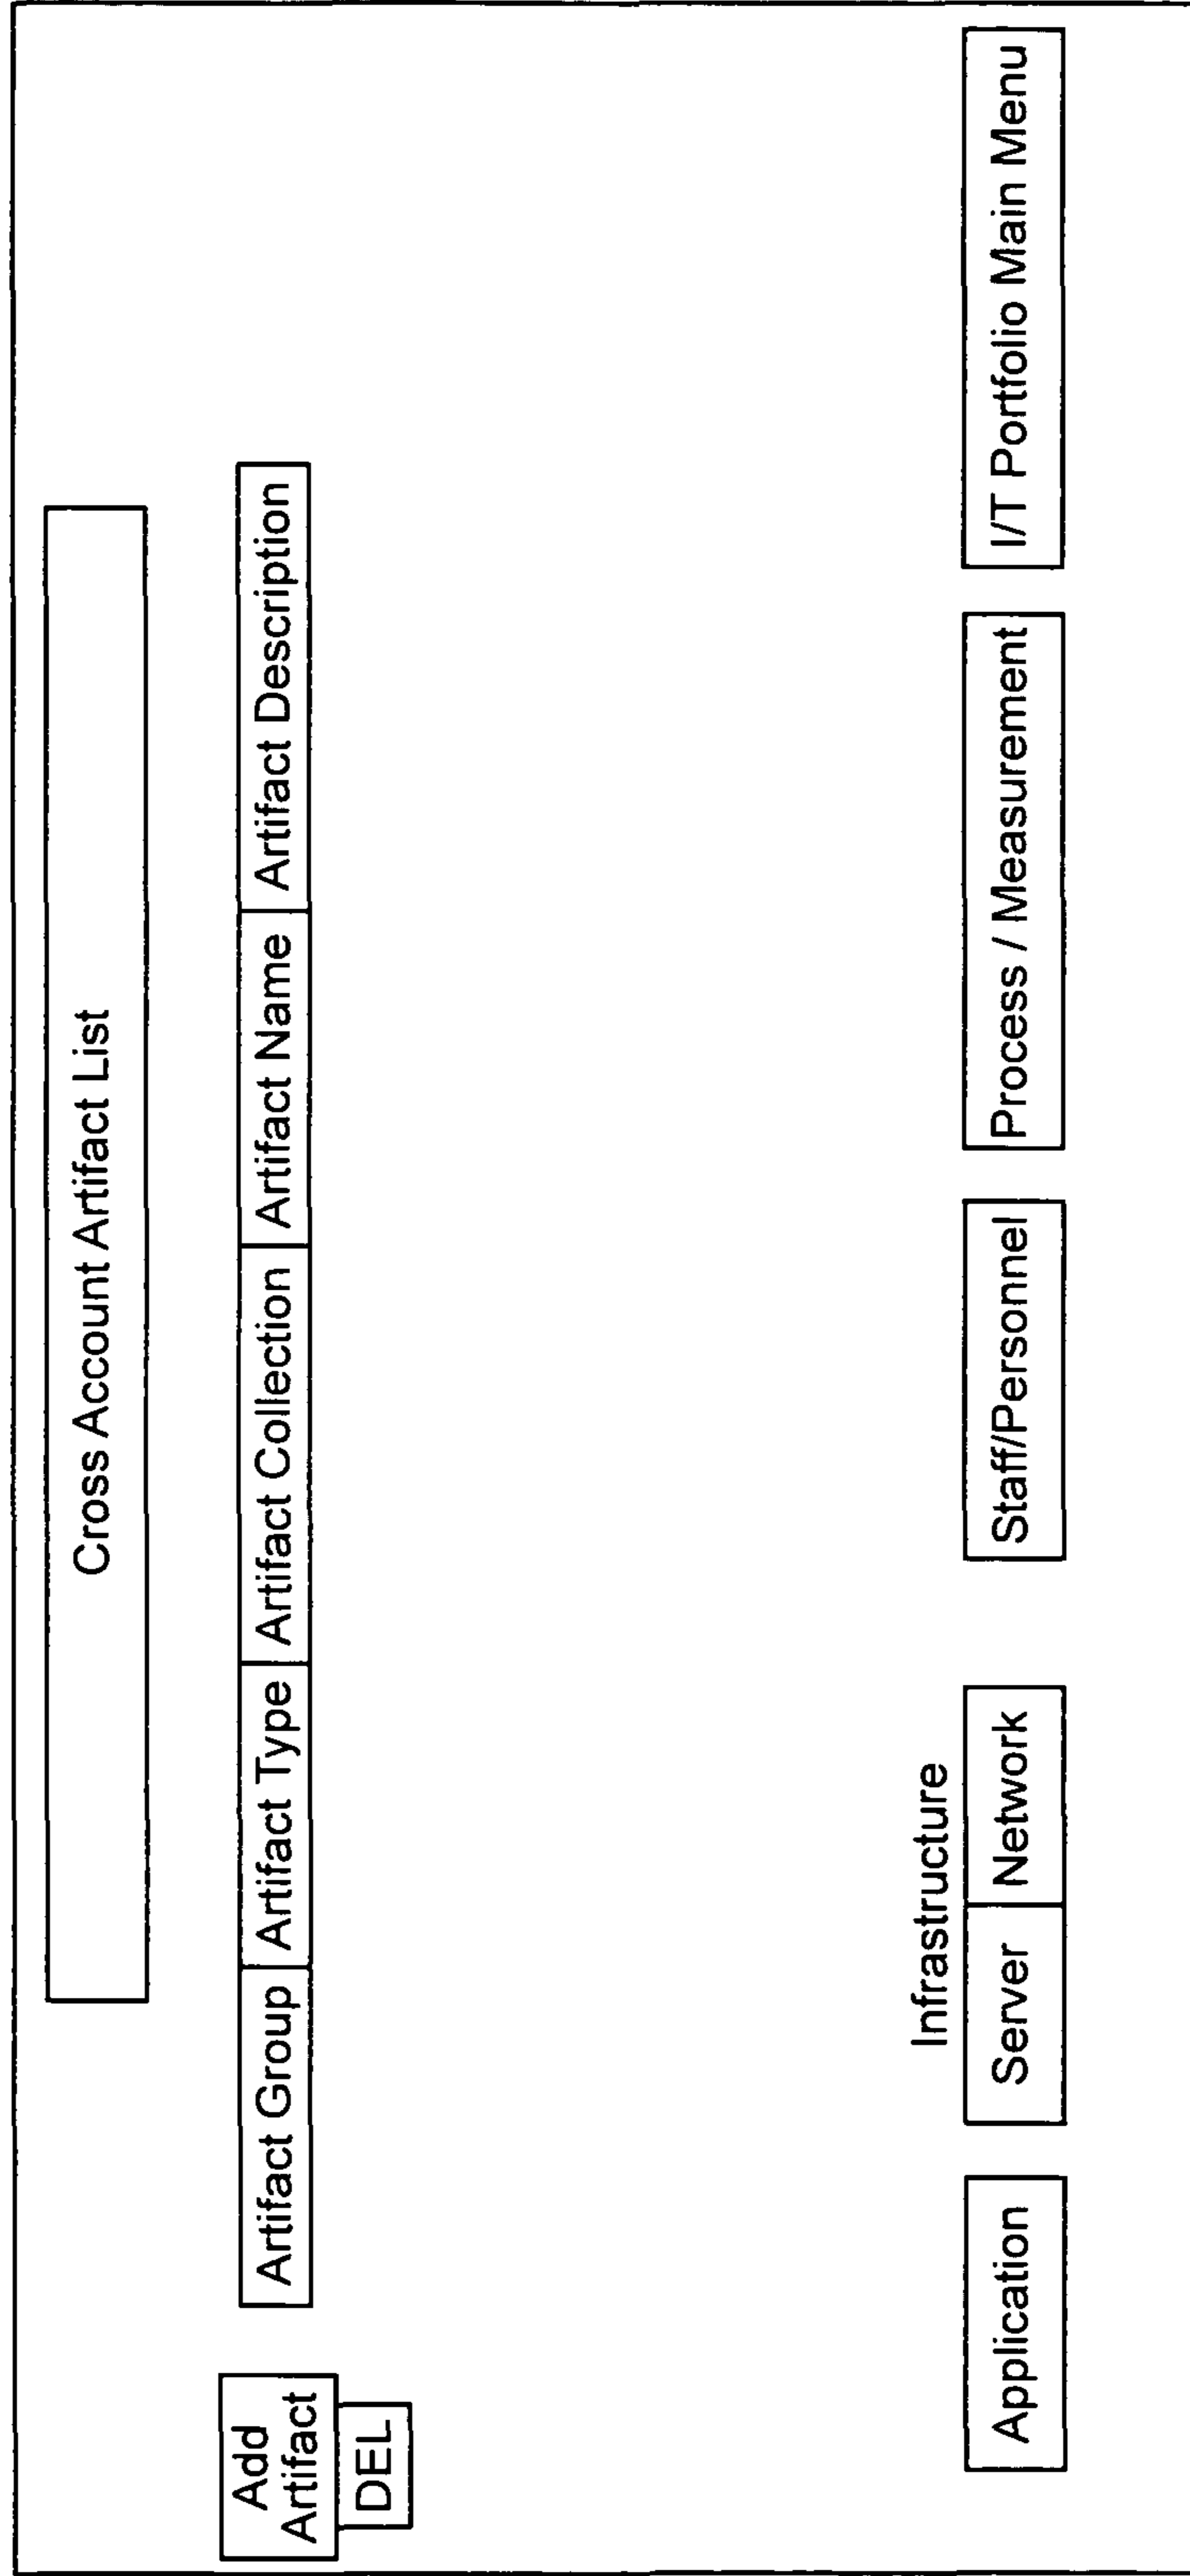 Cross Account Artifact List
Add
Artifact
DEL
Artifact Group
Artifact Type
Artifact Collection
Artifact Name
Artifact Description
Infrastructure
Application
Server
Network
Staff/Personnel
Process / Measurement
I/T Portfolio Main Menu